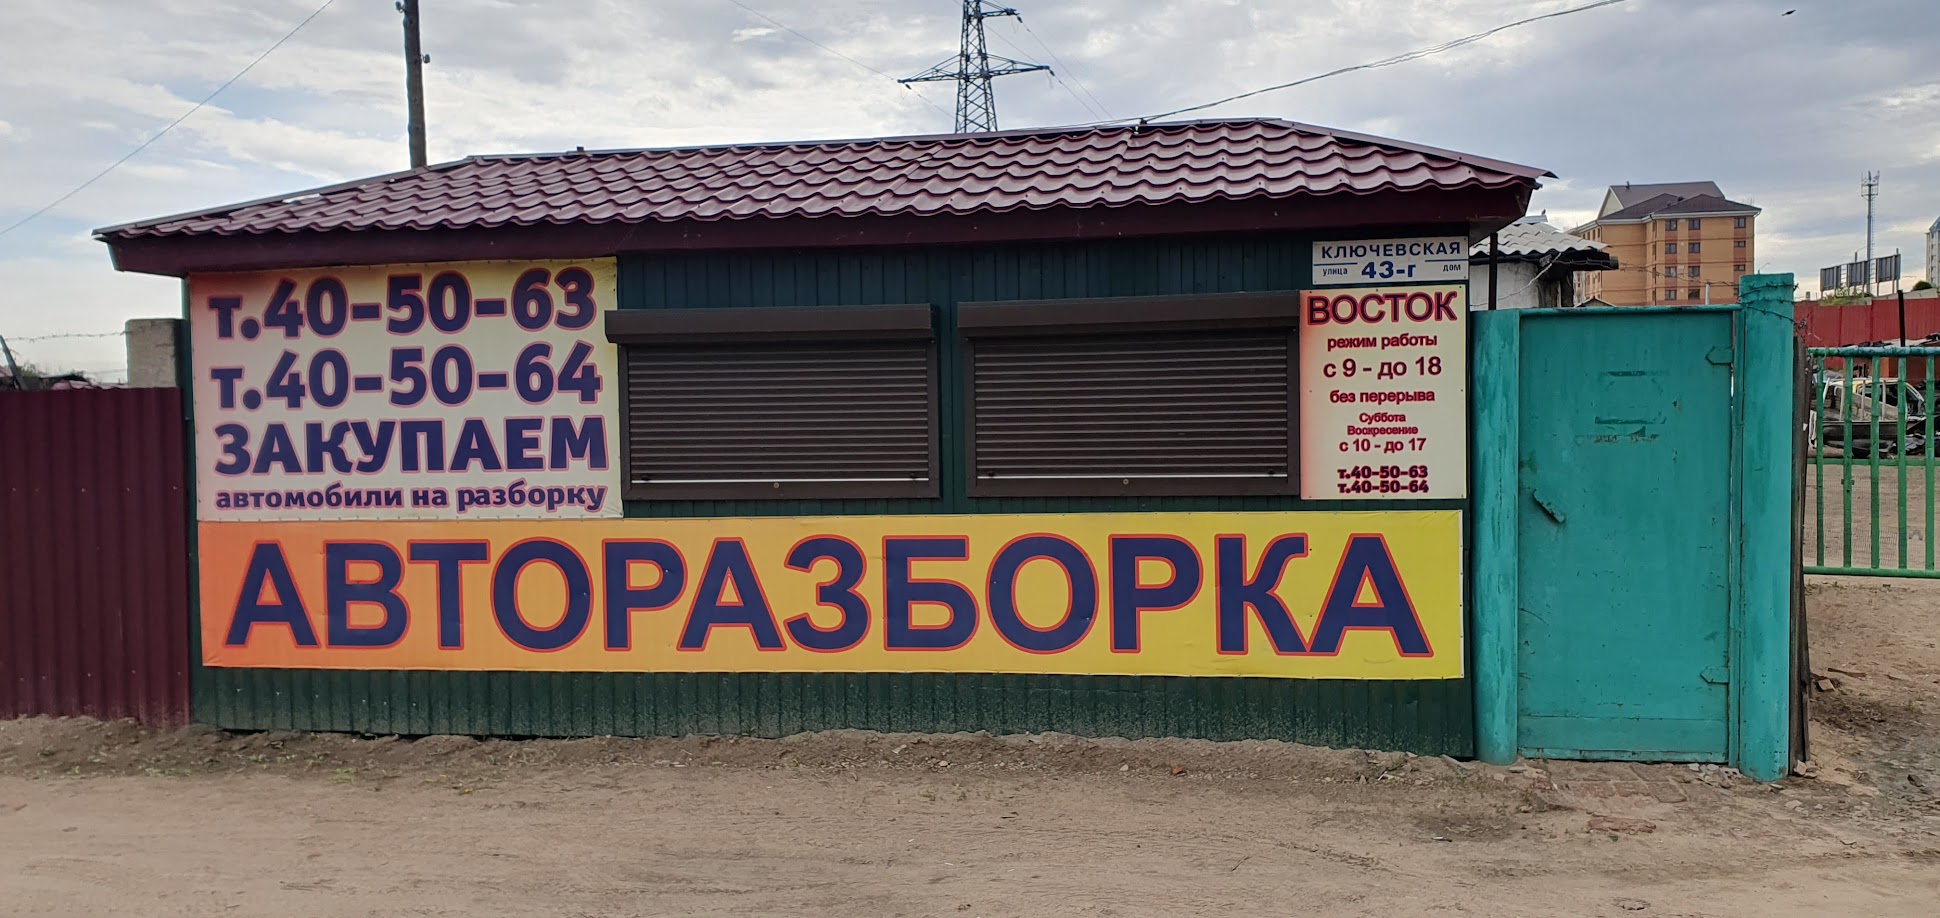 т.40-50-63
т.40-50-64
ЗАКУПАЕМ
автомобили на разборку
АВТОРАЗБОРКА
КЛЮЧЕВСКАЯ
улица 43-г дом
ВОСТОК
режим работы
с 9 - до 18
без перерыва
Суббота
Воскресение
с 10 - до 17
т.40-50-63
т.40-50-64